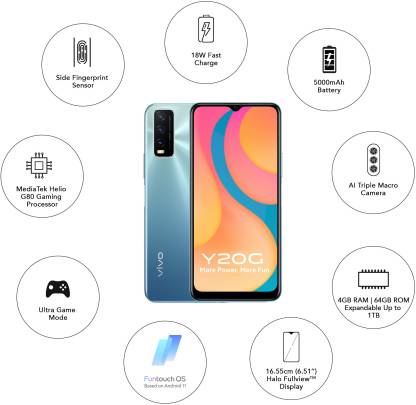 18W Fast
Charge
Side Fingerprint
Sensor
5000mAh
Battery
MediaTek Helio
G80 Gaming
Processor
AI Triple Macro
Camera
vivo
Y20G
More Power. More Fun.
Ultra Game
Mode
4GB RAM | 64GB ROM
Expandable Up to
1TB
Funtouch OS
Based on Android 11
16.55cm (6.51")
Halo Fullview™
Display